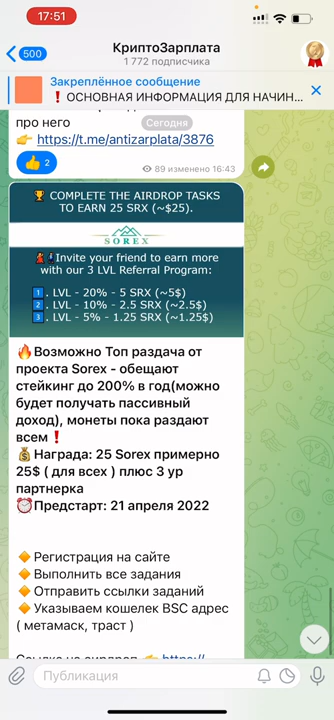 17:51
500
КриптоЗарплата
1 772 подписчика
Закреплённое сообщение
❗ ОСНОВНАЯ ИНФОРМАЦИЯ ДЛЯ НАЧИН...
про него
Сегодня
👉 https://t.me/antizarplata/3876
👍 2
89 изменено 16:43
🏆 COMPLETE THE AIRDROP TASKS
TO EARN 25 SRX (~$25).
SOREX
Invite your friend to earn more
with our 3 LVL Referral Program:
1️⃣. LVL - 20% - 5 SRX (~5$)
2️⃣. LVL - 10% - 2.5 SRX (~2.5$)
3️⃣. LVL - 5% - 1.25 SRX (~1.25$)
🔥Возможно Топ раздача от
проекта Sorex - обещают
стейкинг до 200% в год(можно
будет получать пассивный
доход), монеты пока раздают
всем❗
💰Награда: 25 Sorex примерно
25$ ( для всех ) плюс 3 ур
партнерка
⏰Предстарт: 21 апреля 2022
🔸Регистрация на сайте
🔸Выполнить все задания
🔸Отправить ссылки заданий
🔸Указываем кошелек BSC адрес
( метамаск, траст )
Публикация